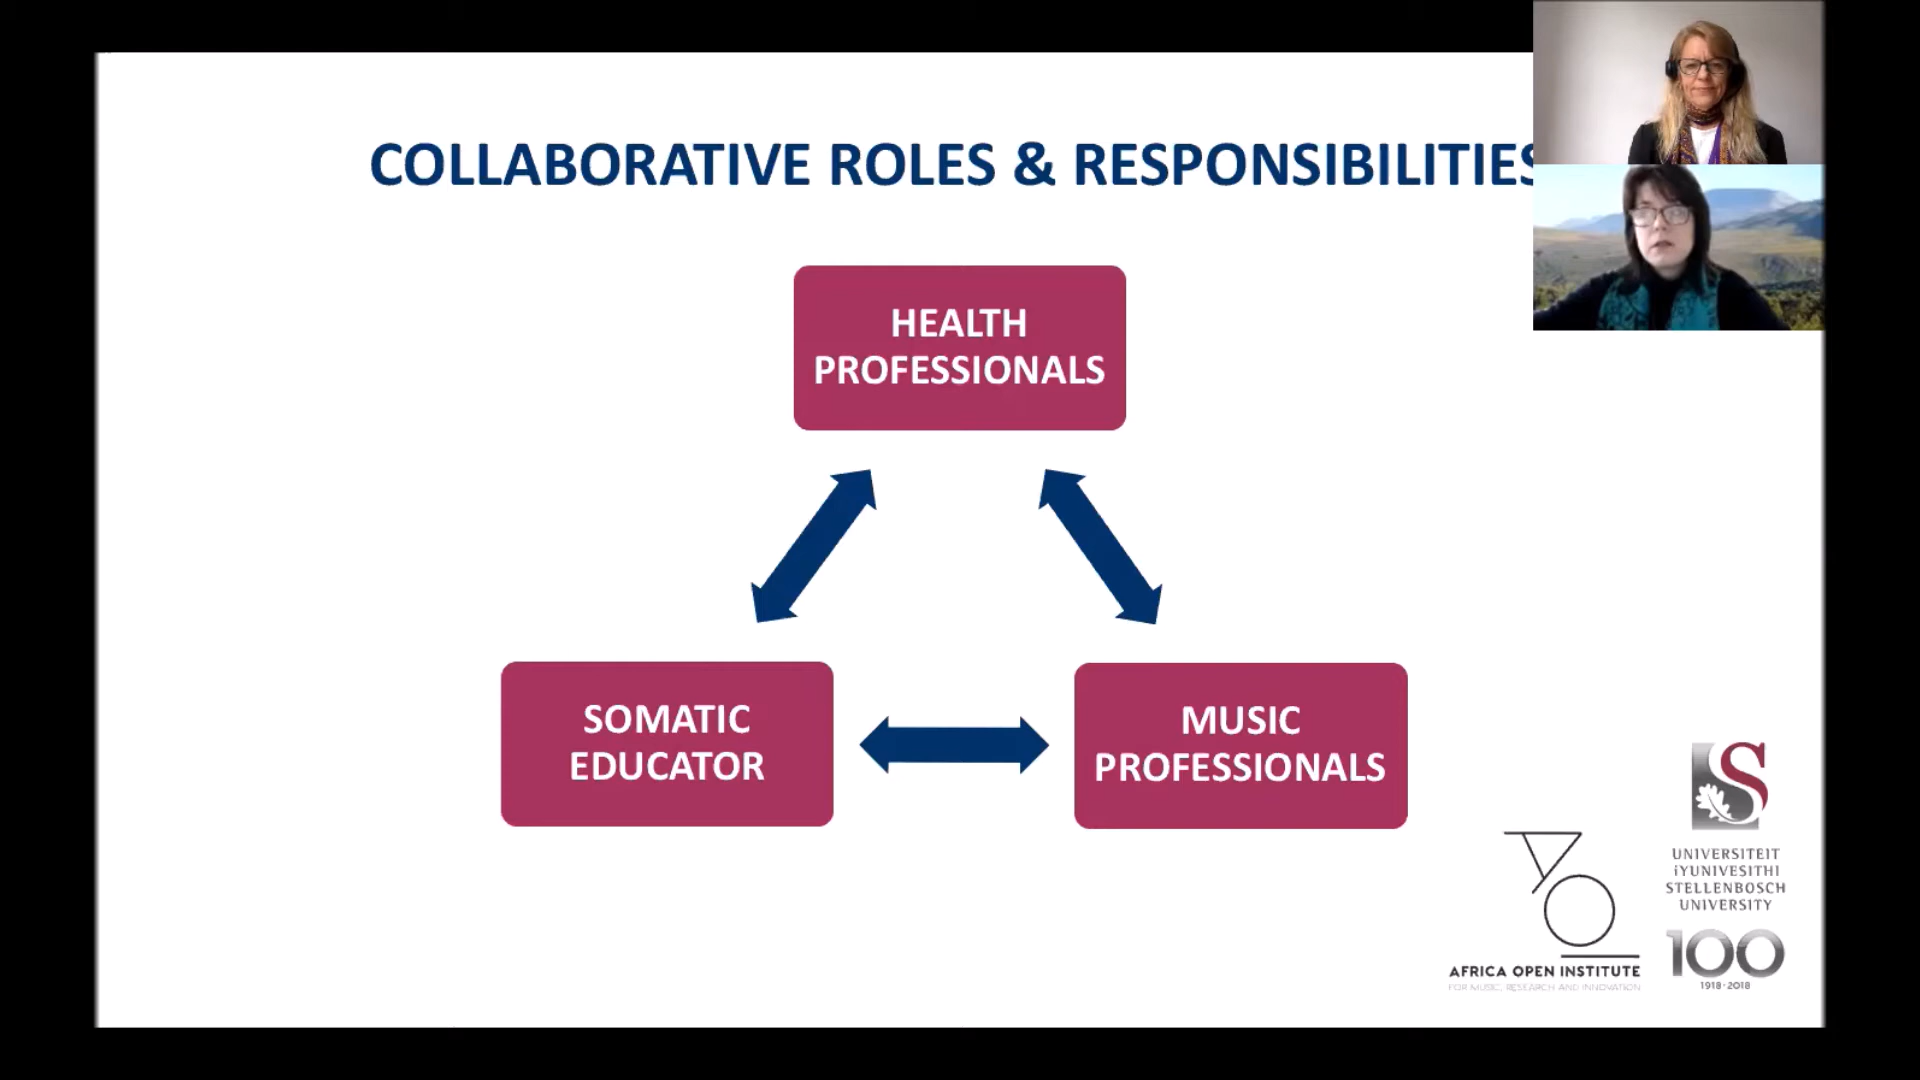 COLLABORATIVE ROLES & RESPONSIBILITIES
HEALTH
PROFESSIONALS
SOMATIC
EDUCATOR
MUSIC
PROFESSIONALS
UNIVERSITEIT
iYUNIVESITHI
STELLENBOSCH
UNIVERSITY
100
1918·2018
AFRICA OPEN INSTITUTE
FOR MUSIC, RESEARCH AND INNOVATION